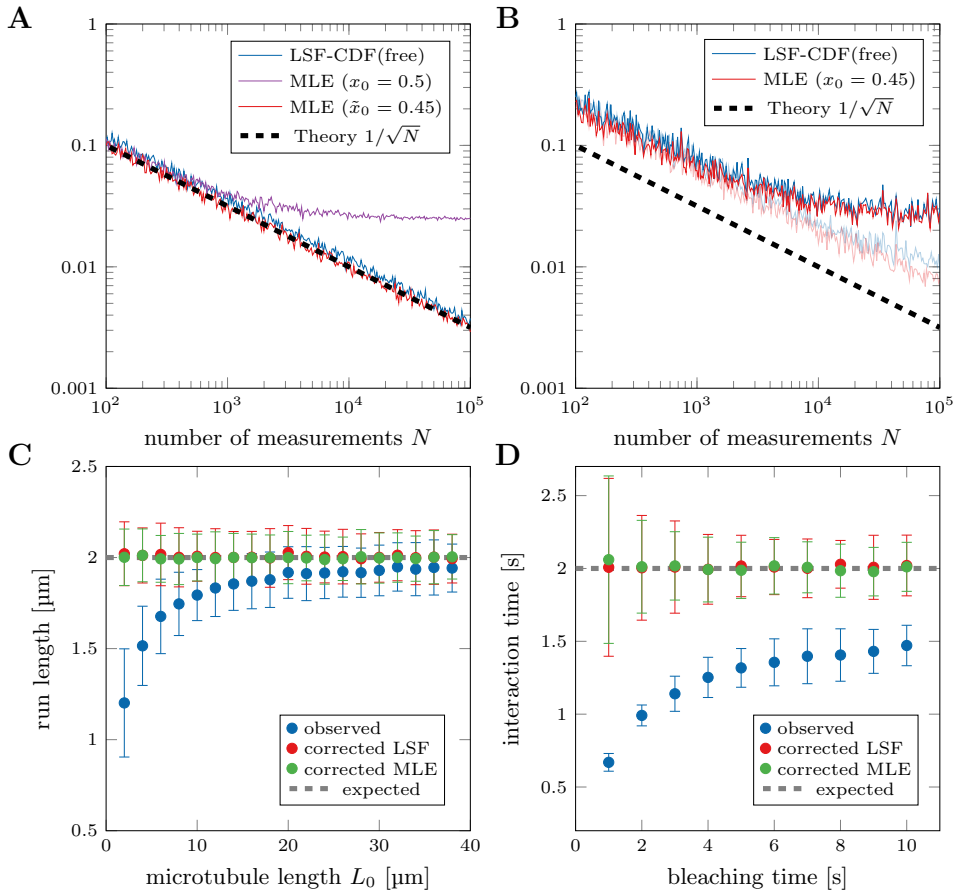 A
1
0.1
0.01
0.001
LSF-CDF(free)
MLE (x₀ = 0.5)
MLE (x̃₀ = 0.45)
Theory 1/√N
10² 10³ 10⁴ 10⁵
number of measurements N
B
1
0.1
0.01
0.001
LSF-CDF(free)
MLE (x₀ = 0.45)
Theory 1/√N
10² 10³ 10⁴ 10⁵
number of measurements N
C
2.5
2
1.5
1
0.5
run length [µm]
observed
corrected LSF
corrected MLE
expected
0 10 20 30 40
microtubule length L₀ [µm]
D
2.5
2
1.5
1
0.5
interaction time [s]
observed
corrected LSF
corrected MLE
expected
0 2 4 6 8 10
bleaching time [s]